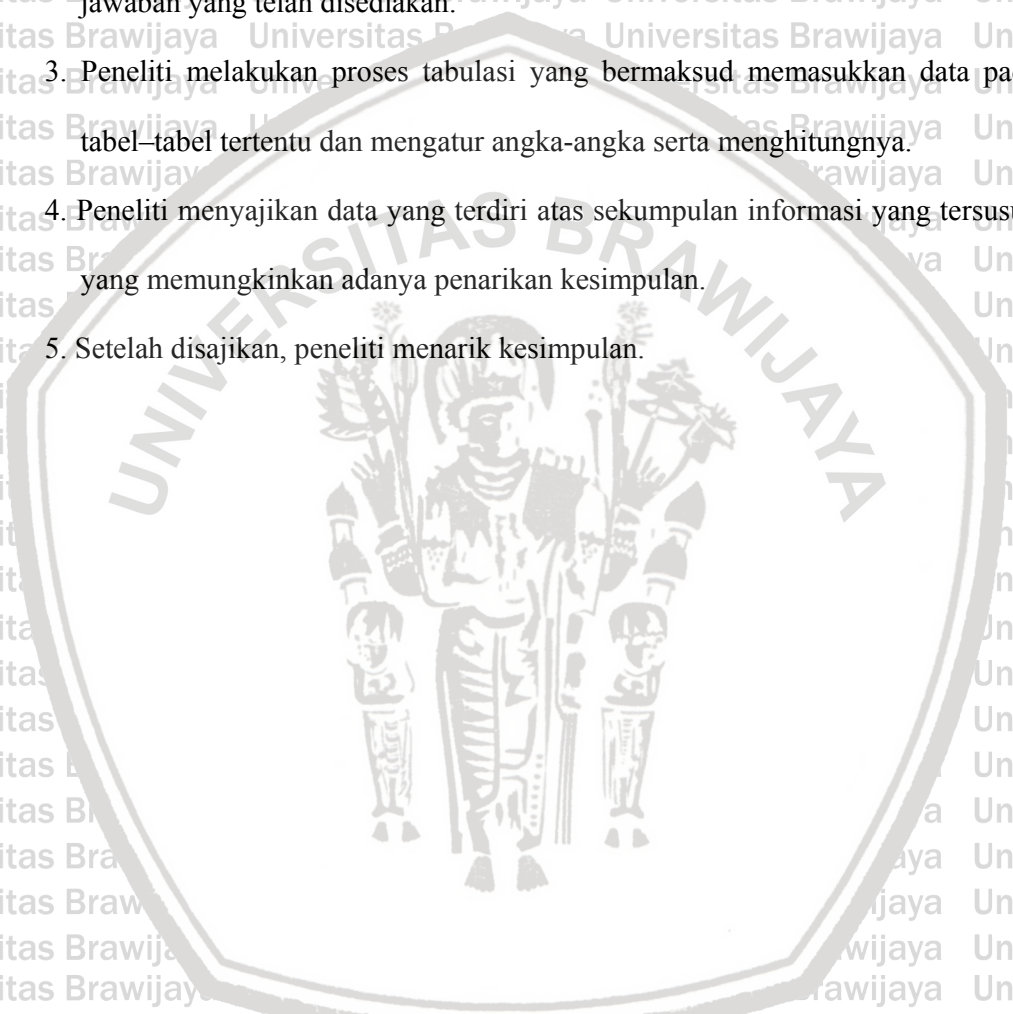 jawaban yang telah disediakan.
3. Peneliti melakukan proses tabulasi yang bermaksud memasukkan data
tabel–tabel tertentu dan mengatur angka-angka serta menghitungnya.
4. Peneliti menyajikan data yang terdiri atas sekumpulan informasi yang
yang memungkinkan adanya penarikan kesimpulan.
5. Setelah disajikan, peneliti menarik kesimpulan.
UNIVERSITAS BRAWIJAYA